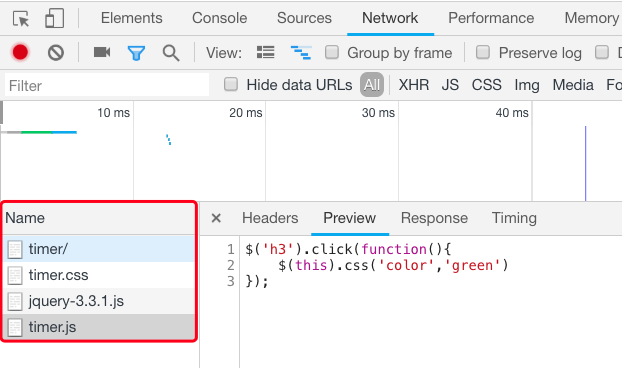 Elements Console Sources Network Performance Memory
View: Group by frame Preserve log D
Filter Hide data URLs All XHR JS CSS Img Media Fo
10 ms 20 ms 30 ms 40 ms
Name
timer/
timer.css
jquery-3.3.1.js
timer.js
× Headers Preview Response Timing
1 $('h3').click(function(){
2 $(this).css('color','green')
3 });